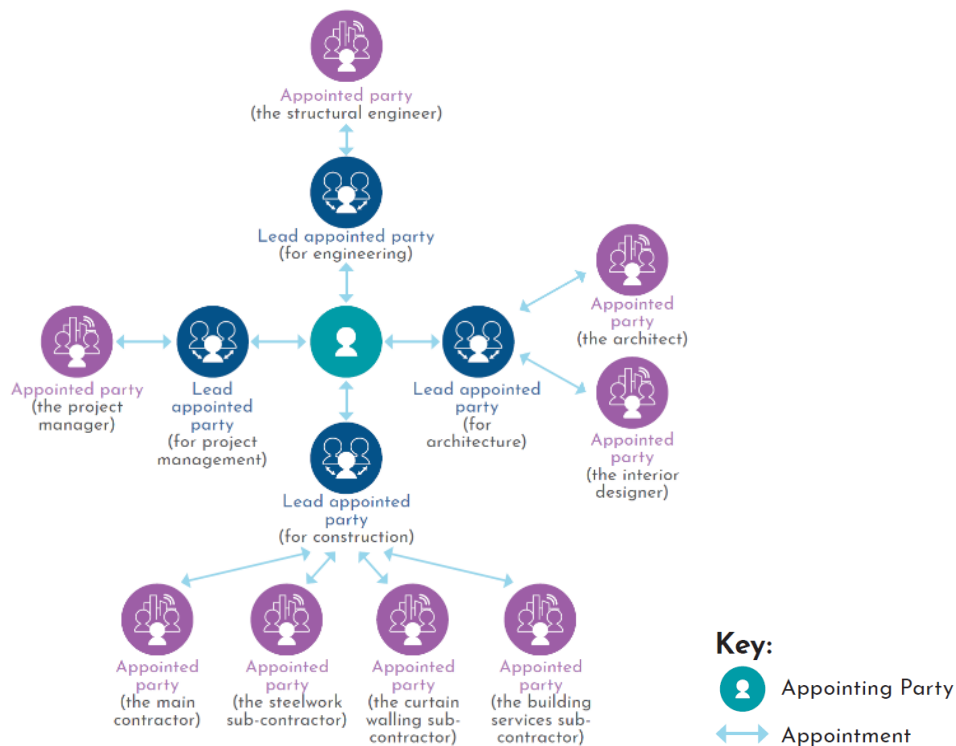 Appointed party
(the structural engineer)
Lead appointed party
(for engineering)
Appointed
party
(the architect)
Appointed party
(the project
manager)
Lead
appointed
party
(for project
management)
Lead appointed
party
(for
architecture)
Appointed
party
(the interior
designer)
Lead appointed
party
(for construction)
Appointed
party
(the main
contractor)
Appointed
party
(the steelwork
sub-contractor)
Appointed
party
(the curtain
walling sub-
contractor)
Appointed
party
(the building
services sub-
contractor)
Key:
Appointing Party
Appointment